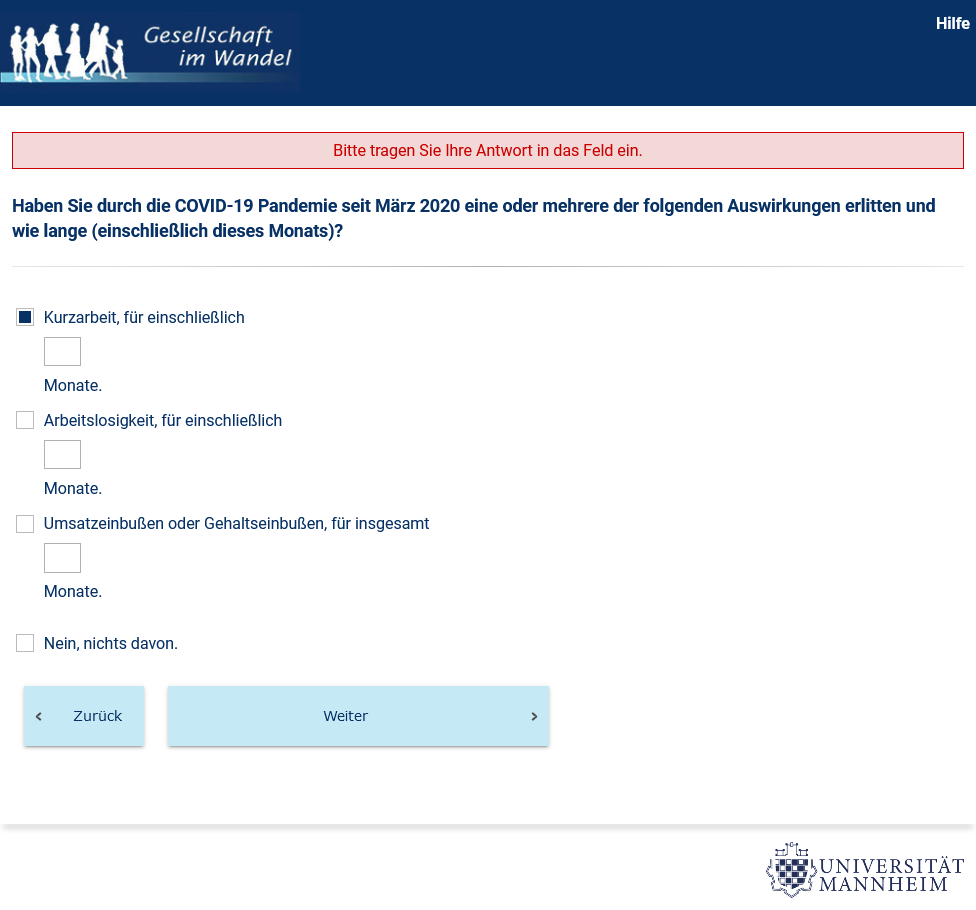 Gesellschaft
im Wandel
Hilfe
Bitte tragen Sie Ihre Antwort in das Feld ein.
Haben Sie durch die COVID-19 Pandemie seit März 2020 eine oder mehrere der folgenden Auswirkungen erlitten und
wie lange (einschließlich dieses Monats)?
Kurzarbeit, für einschließlich
Monate.
Arbeitslosigkeit, für einschließlich
Monate.
Umsatzeinbußen oder Gehaltseinbußen, für insgesamt
Monate.
Nein, nichts davon.
Zurück
Weiter
UNIVERSITÄT
MANNHEIM